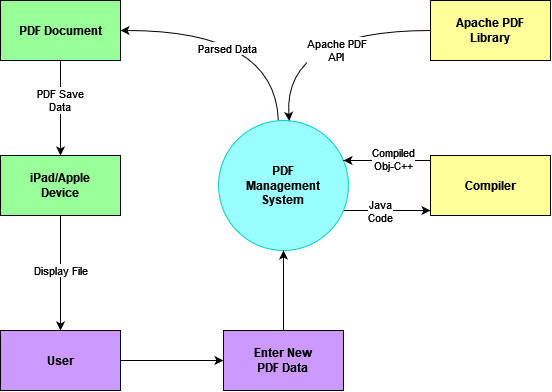 PDF Document
Parsed Data
Apache PDF
API
Apache PDF
Library
PDF Save
Data
iPad/Apple
Device
PDF
Management
System
Compiled
Obj-C++
Java
Code
Compiler
Display File
User
Enter New
PDF Data